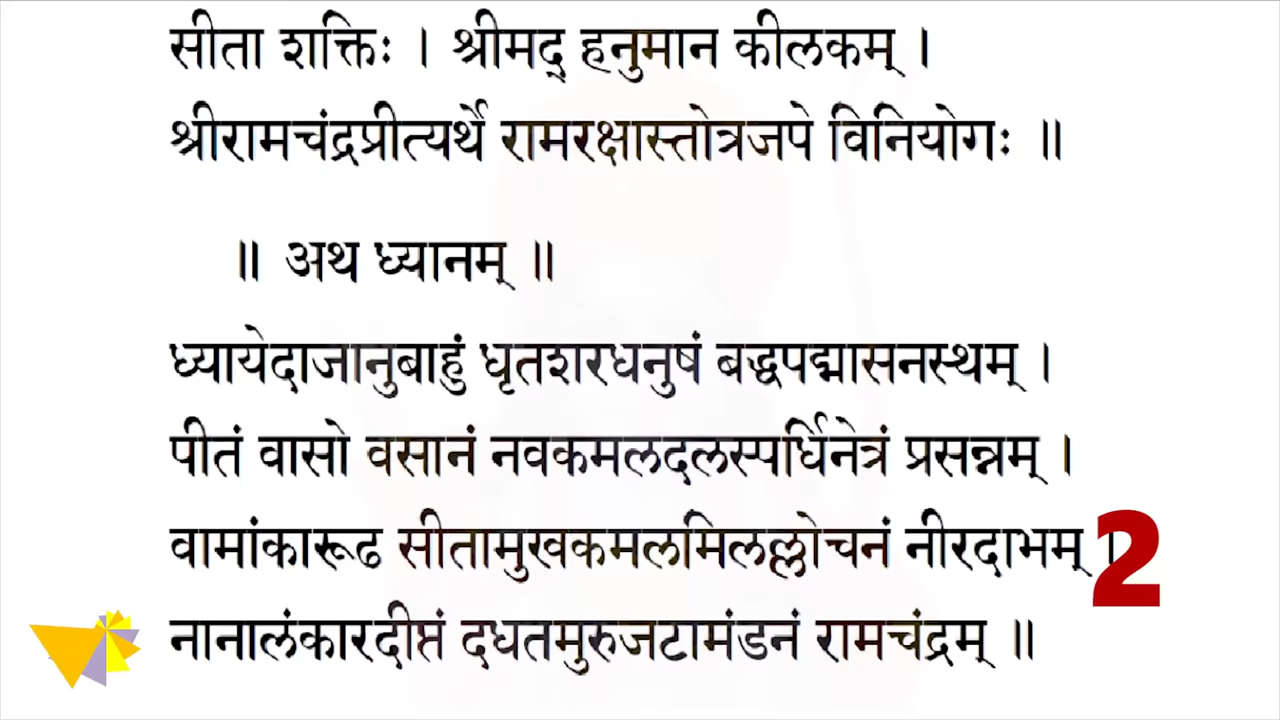 सीता शक्तिः । श्रीमद् हनुमान कीलकम् ।
श्रीरामचंद्रप्रीत्यर्थे रामरक्षास्तोत्रजपे विनियोगः ॥
॥ अथ ध्यानम् ॥
ध्यायेदाजानुबाहुं धृतशरधनुषं बद्धपद्मासनस्थम् ।
पीतं वासो वसानं नवकमलदलस्पर्धिनेत्रं प्रसन्नम् ।
वामांकारूढ सीतामुखकमलमिलल्लोचनं नीरदाभम् ।
2
नानालंकारदीप्तं दधतमुरुजटामंडनं रामचंद्रम् ॥